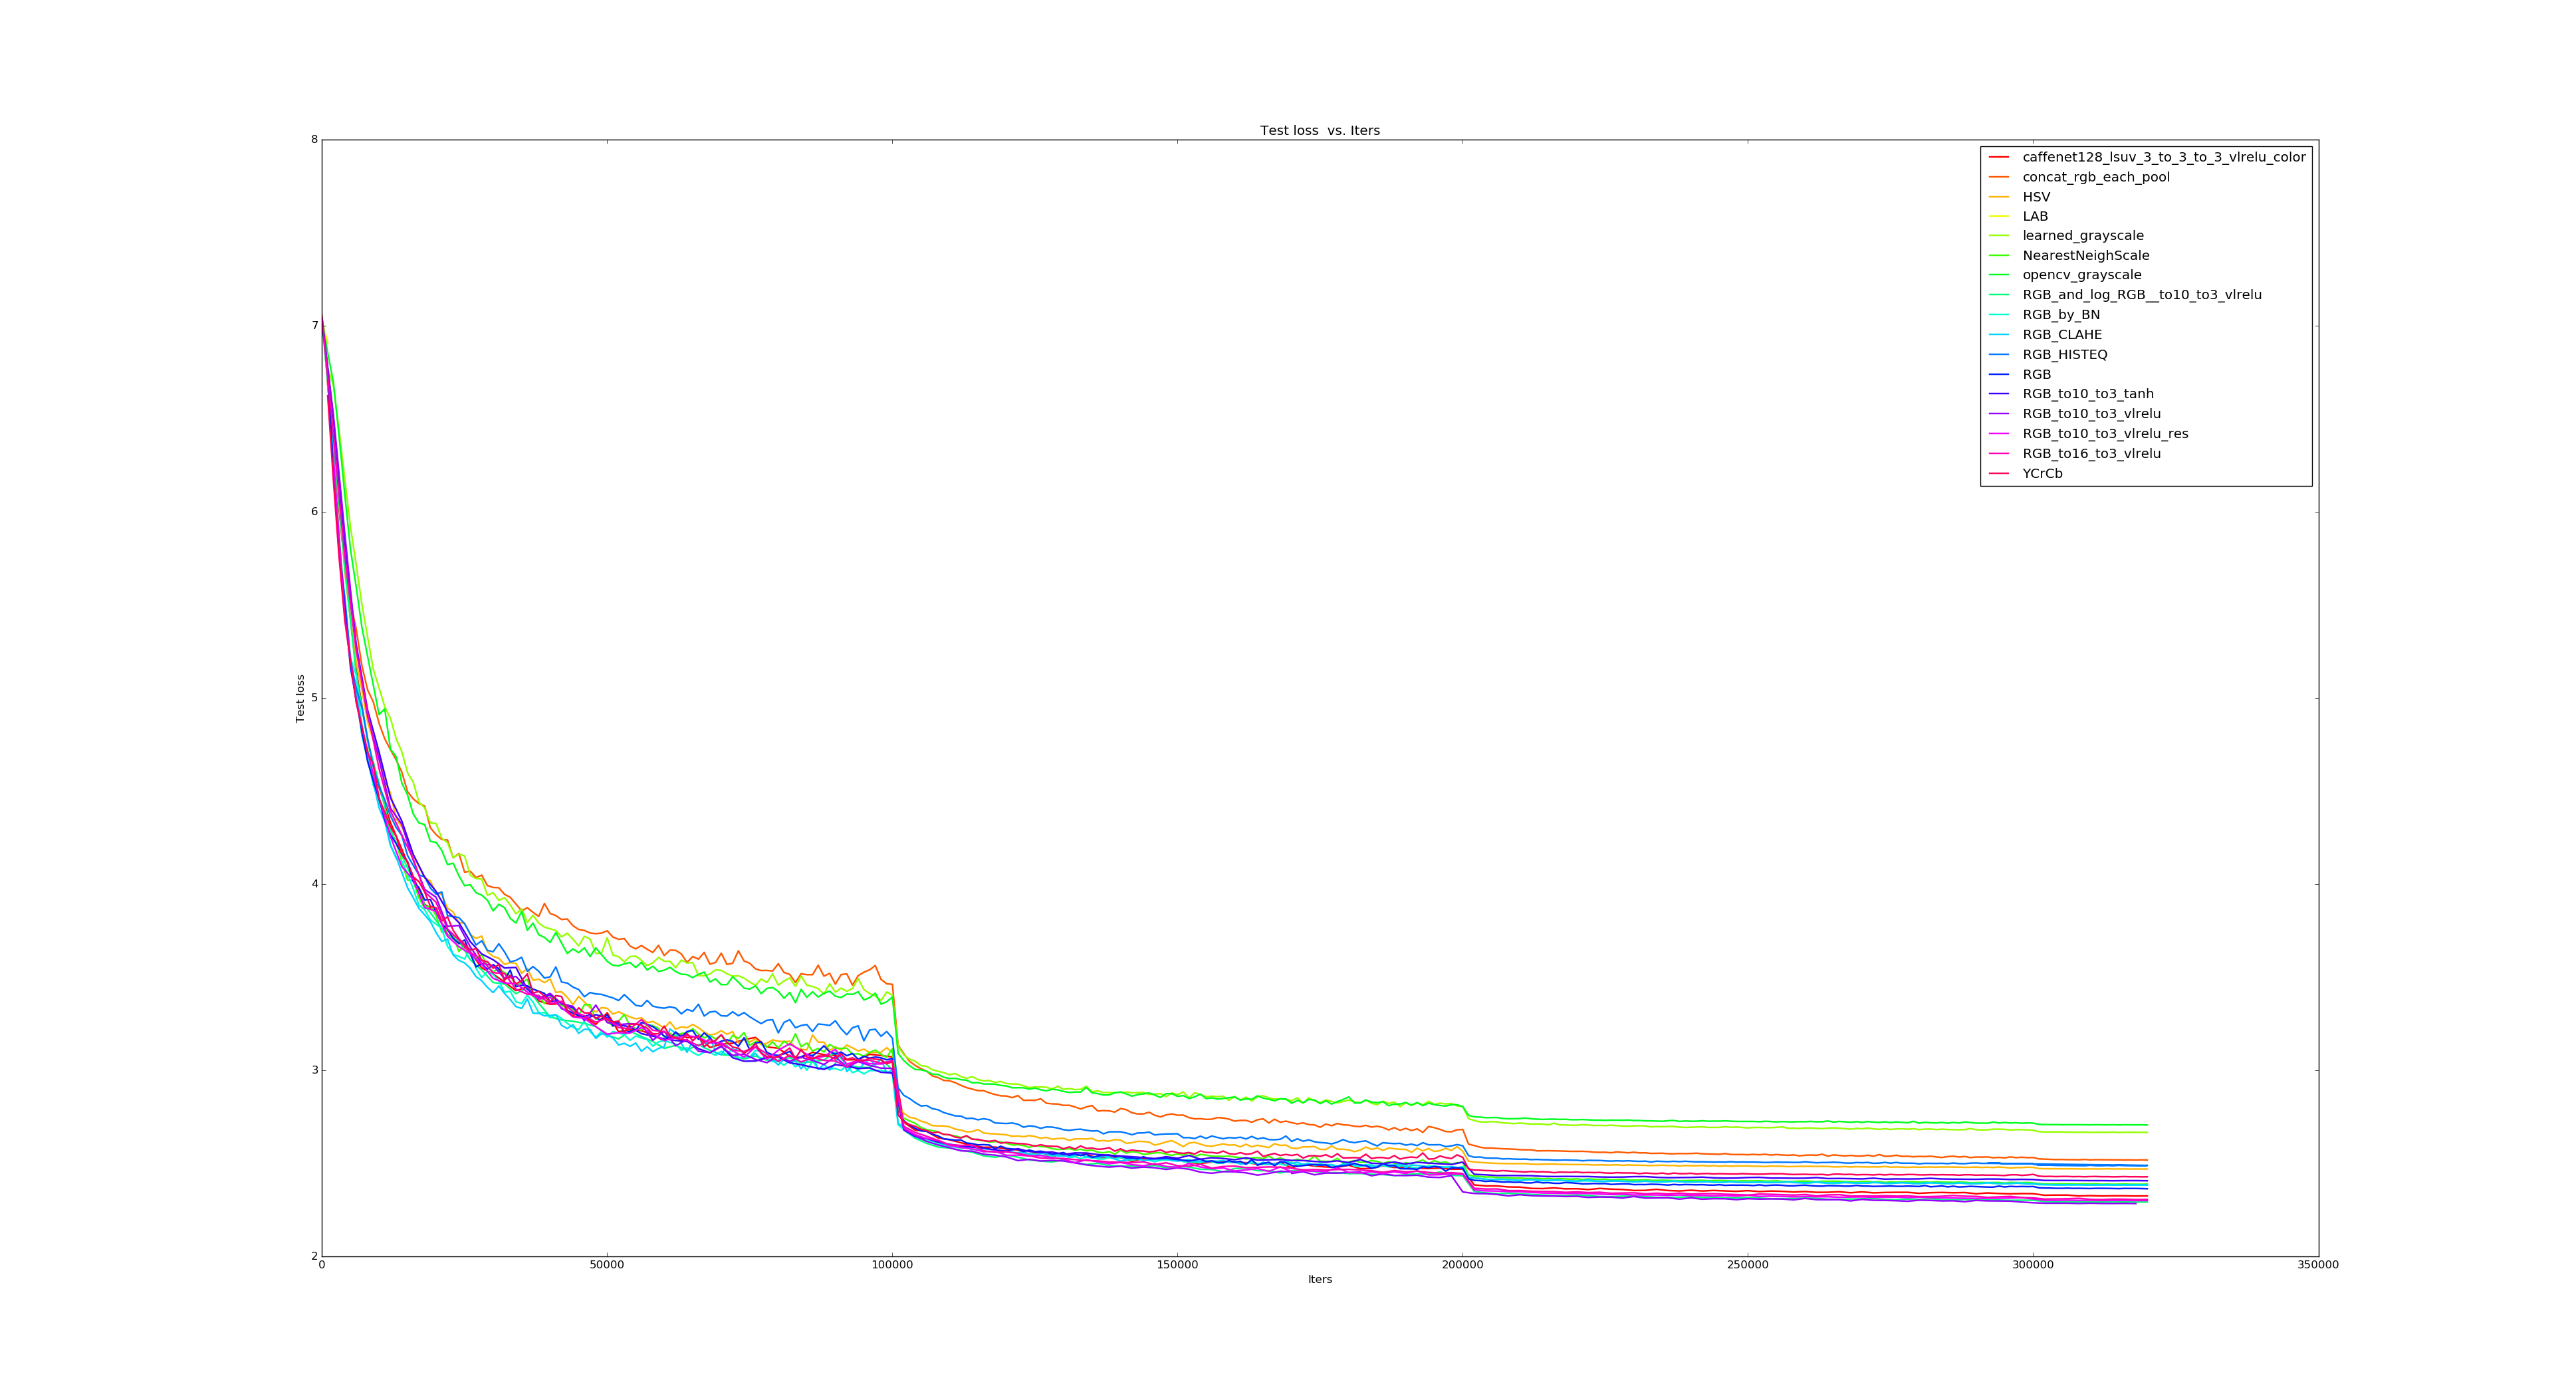 Test loss  vs. Iters
8
7
6
5
4
3
2
Test loss
0
50000
100000
150000
200000
250000
300000
350000
Iters
caffenet128_lsuv_3_to_3_to_3_vlrelu_color
concat_rgb_each_pool
HSV
LAB
learned_grayscale
NearestNeighScale
opencv_grayscale
RGB_and_log_RGB__to10_to3_vlrelu
RGB_by_BN
RGB_CLAHE
RGB_HISTEQ
RGB
RGB_to10_to3_tanh
RGB_to10_to3_vlrelu
RGB_to10_to3_vlrelu_res
RGB_to16_to3_vlrelu
YCrCb